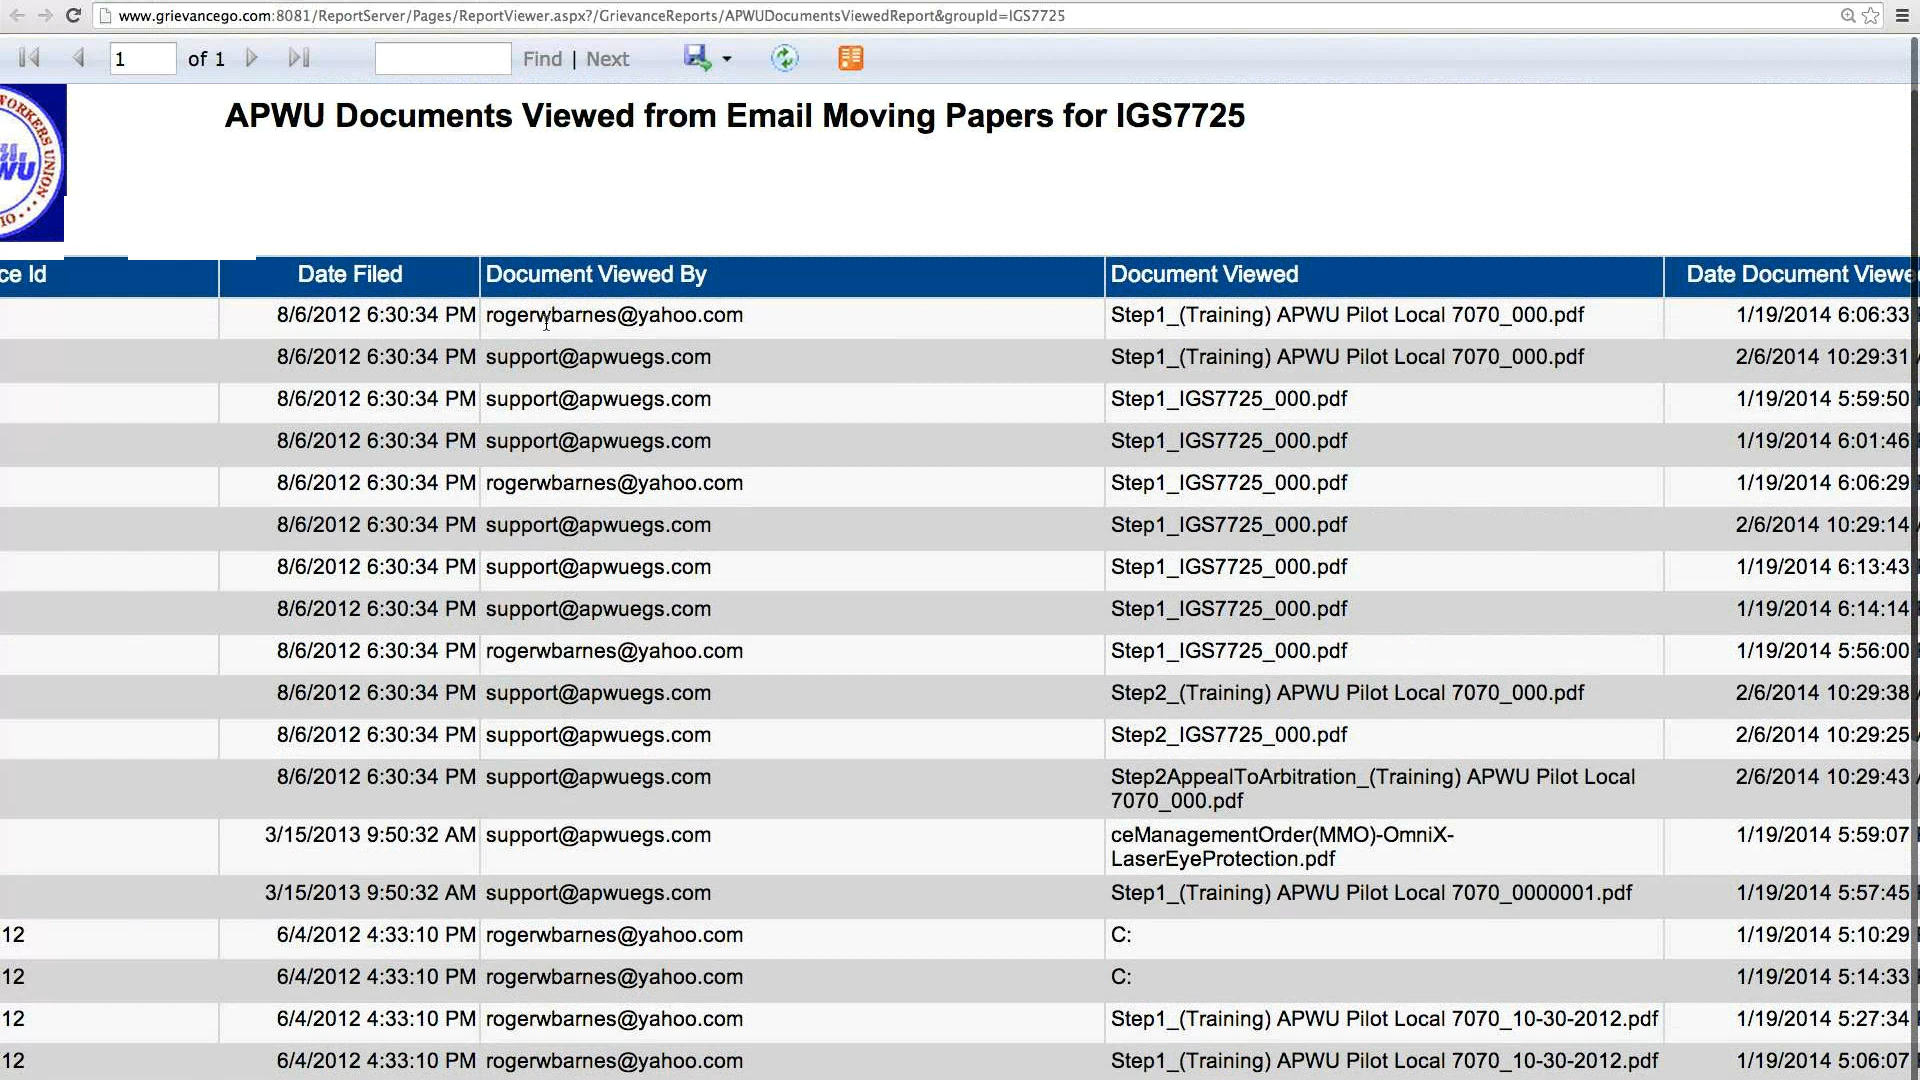 www.grievancego.com:8081/ReportServer/Pages/ReportViewer.aspx?/GrievanceReports/APWUDocumentsViewedReport&groupId=IGS7725
1 of 1 Find | Next
APWU Documents Viewed from Email Moving Papers for IGS7725
WORKERS UNION
WU
ce Id Date Filed Document Viewed By Document Viewed Date Document Viewe
8/6/2012 6:30:34 PM rogerwbarnes@yahoo.com Step1_(Training) APWU Pilot Local 7070_000.pdf 1/19/2014 6:06:33
8/6/2012 6:30:34 PM support@apwuegs.com Step1_(Training) APWU Pilot Local 7070_000.pdf 2/6/2014 10:29:31
8/6/2012 6:30:34 PM support@apwuegs.com Step1_IGS7725_000.pdf 1/19/2014 5:59:50
8/6/2012 6:30:34 PM support@apwuegs.com Step1_IGS7725_000.pdf 1/19/2014 6:01:46
8/6/2012 6:30:34 PM rogerwbarnes@yahoo.com Step1_IGS7725_000.pdf 1/19/2014 6:06:29
8/6/2012 6:30:34 PM support@apwuegs.com Step1_IGS7725_000.pdf 2/6/2014 10:29:14
8/6/2012 6:30:34 PM support@apwuegs.com Step1_IGS7725_000.pdf 1/19/2014 6:13:43
8/6/2012 6:30:34 PM support@apwuegs.com Step1_IGS7725_000.pdf 1/19/2014 6:14:14
8/6/2012 6:30:34 PM rogerwbarnes@yahoo.com Step1_IGS7725_000.pdf 1/19/2014 5:56:00
8/6/2012 6:30:34 PM support@apwuegs.com Step2_(Training) APWU Pilot Local 7070_000.pdf 2/6/2014 10:29:38
8/6/2012 6:30:34 PM support@apwuegs.com Step2_IGS7725_000.pdf 2/6/2014 10:29:25
8/6/2012 6:30:34 PM support@apwuegs.com Step2AppealToArbitration_(Training) APWU Pilot Local 2/6/2014 10:29:43
7070_000.pdf
3/15/2013 9:50:32 AM support@apwuegs.com ceManagementOrder(MMO)-OmniX- 1/19/2014 5:59:07
LaserEyeProtection.pdf
3/15/2013 9:50:32 AM support@apwuegs.com Step1_(Training) APWU Pilot Local 7070_0000001.pdf 1/19/2014 5:57:45
12 6/4/2012 4:33:10 PM rogerwbarnes@yahoo.com C: 1/19/2014 5:10:29
12 6/4/2012 4:33:10 PM rogerwbarnes@yahoo.com C: 1/19/2014 5:14:33
12 6/4/2012 4:33:10 PM rogerwbarnes@yahoo.com Step1_(Training) APWU Pilot Local 7070_10-30-2012.pdf 1/19/2014 5:27:34
12 6/4/2012 4:33:10 PM rogerwbarnes@yahoo.com Step1_(Training) APWU Pilot Local 7070_10-30-2012.pdf 1/19/2014 5:06:07